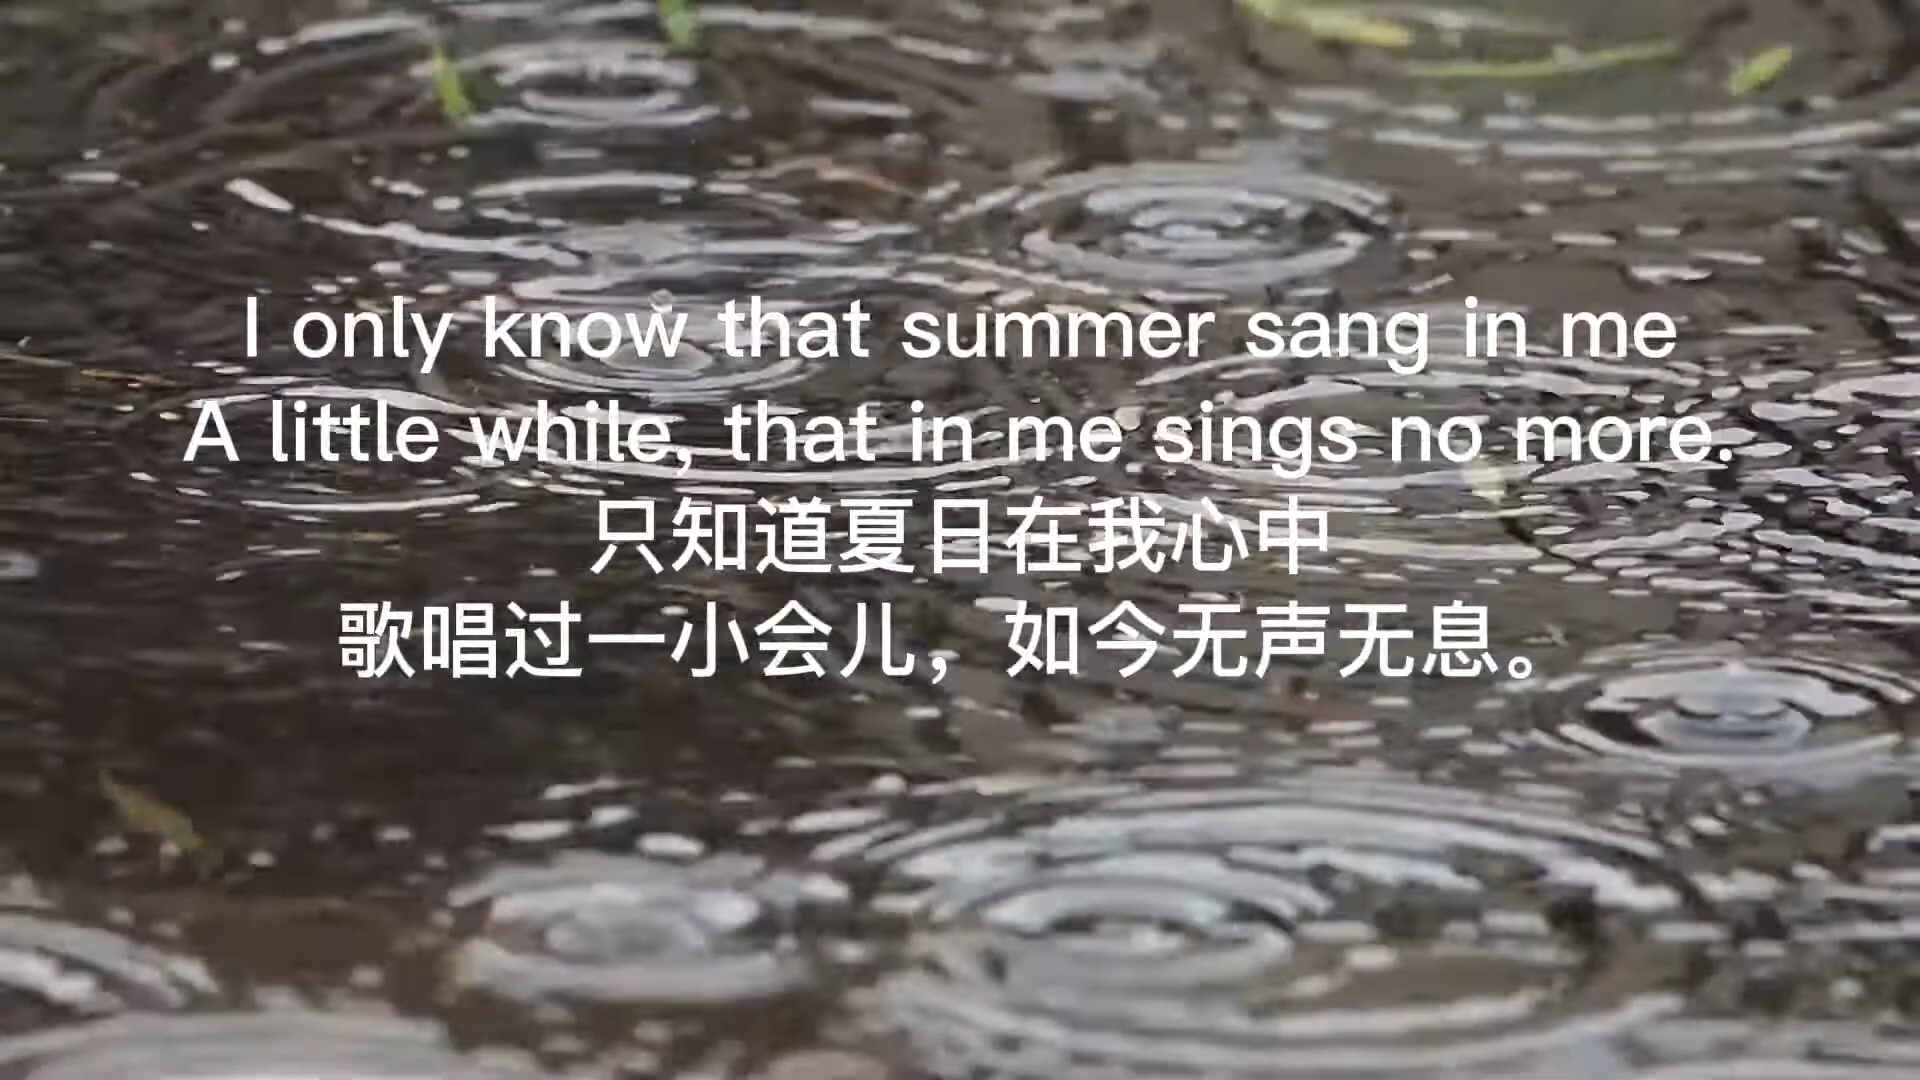 I only know that summer sang in me
A little while, that in me sings no more.
只知道夏日在我心中
歌唱过一小会儿，如今无声无息。